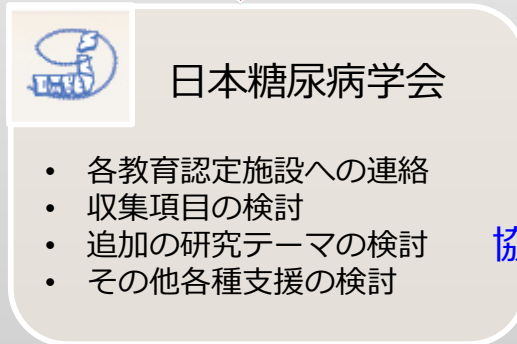 日本糖尿病学会
• 各教育認定施設への連絡
• 収集項目の検討
• 追加の研究テーマの検討
• その他各種支援の検討
協